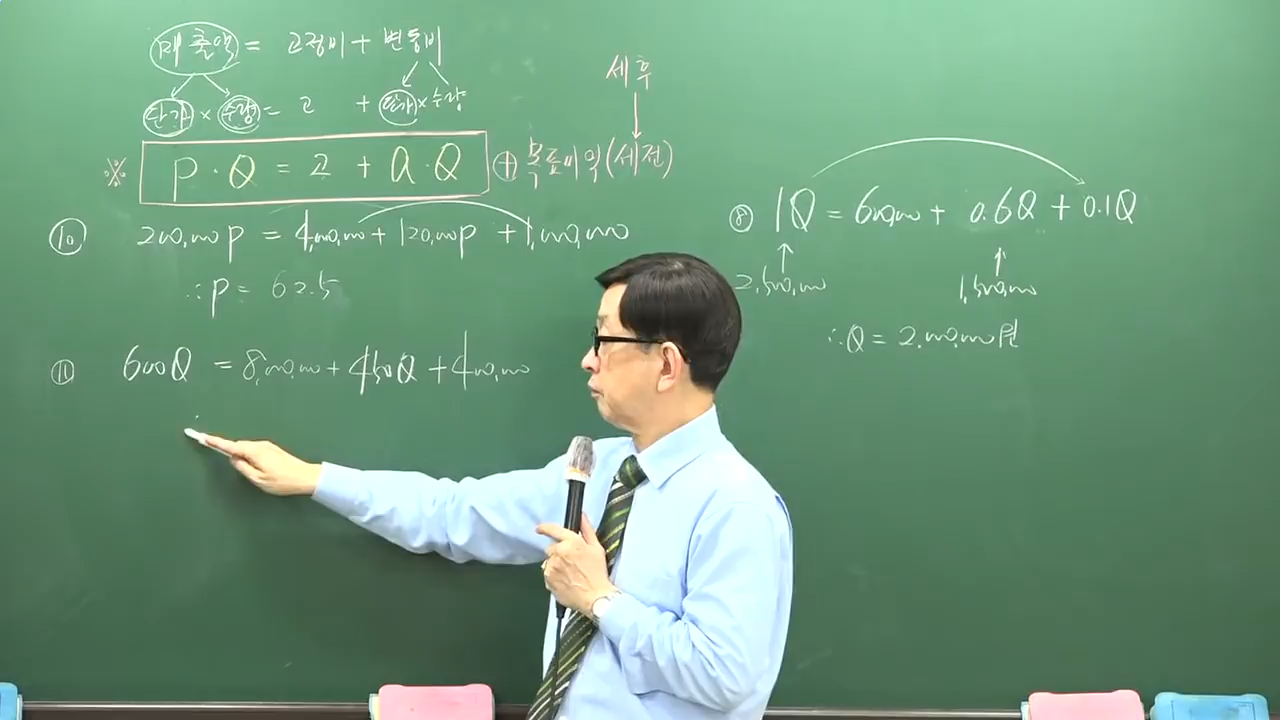 매출액 = 고정비 + 변동비
단가 × 수량 = 고 + 단가 × 수량
※ P · Q = 고 + a · Q ⊕ 목표이익(세전)
세후
⑩ 200,000P = 4,000,000 + 120,000P + 1,000,000
∴ P = 62.5
⑪ 600Q = 8,000,000 + 450Q + 400,000
⑧ 1Q = 600,000 + 0.6Q + 0.1Q
2,500,000 1,500,000
∴ Q = 2,000,000원